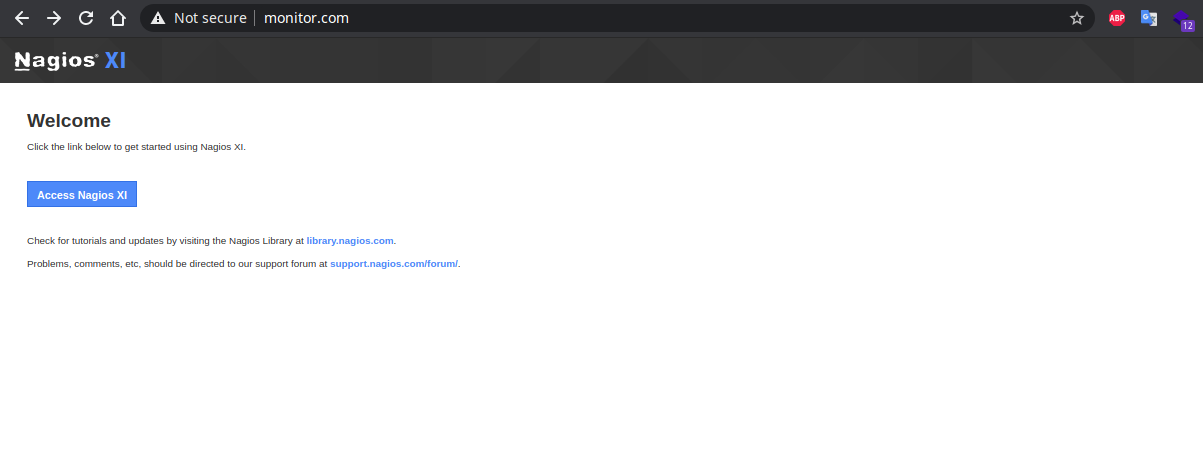 Not secure monitor.com
ABP
G
12
Nagios® XI
Welcome
Click the link below to get started using Nagios XI.
Access Nagios XI
Check for tutorials and updates by visiting the Nagios Library at library.nagios.com.
Problems, comments, etc, should be directed to our support forum at support.nagios.com/forum/.